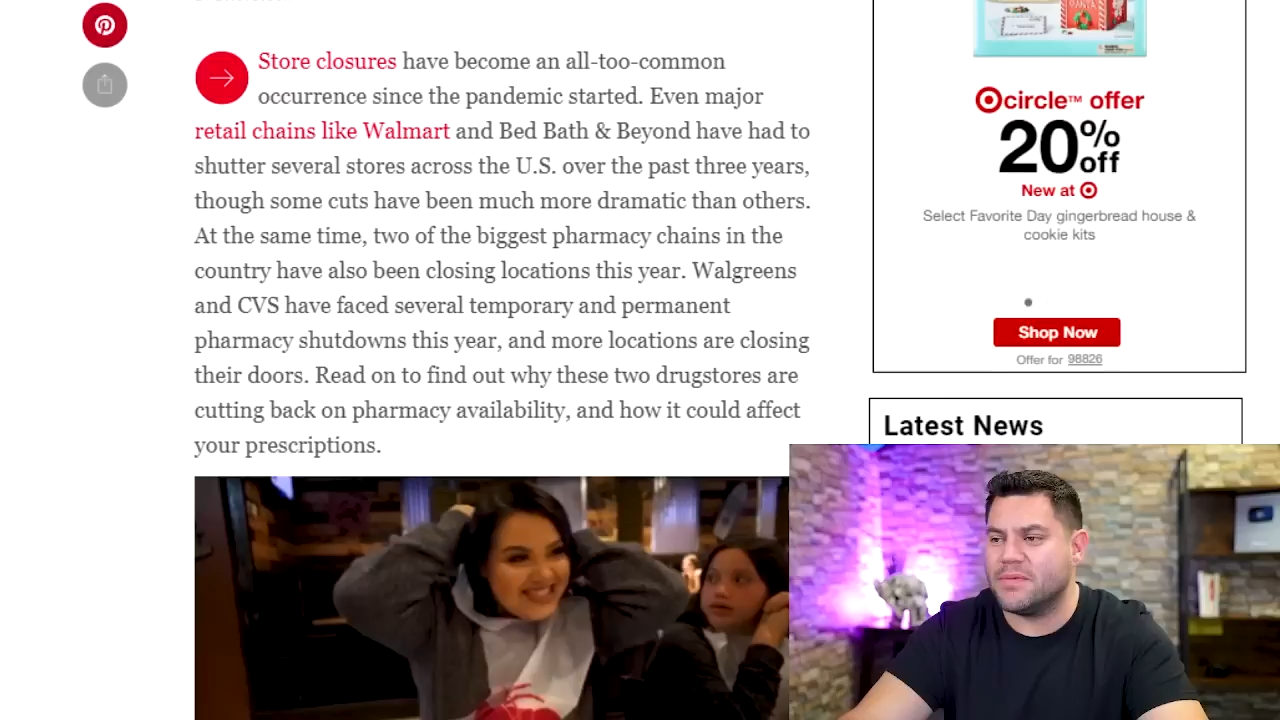 Store closures have become an all-too-common
occurrence since the pandemic started. Even major
retail chains like Walmart and Bed Bath & Beyond have had to
shutter several stores across the U.S. over the past three years,
though some cuts have been much more dramatic than others.
At the same time, two of the biggest pharmacy chains in the
country have also been closing locations this year. Walgreens
and CVS have faced several temporary and permanent
pharmacy shutdowns this year, and more locations are closing
their doors. Read on to find out why these two drugstores are
cutting back on pharmacy availability, and how it could affect
your prescriptions.
SANTA
circle™ offer
20%
off
New at
Select Favorite Day gingerbread house &
cookie kits
Shop Now
Offer for 98826
Latest News